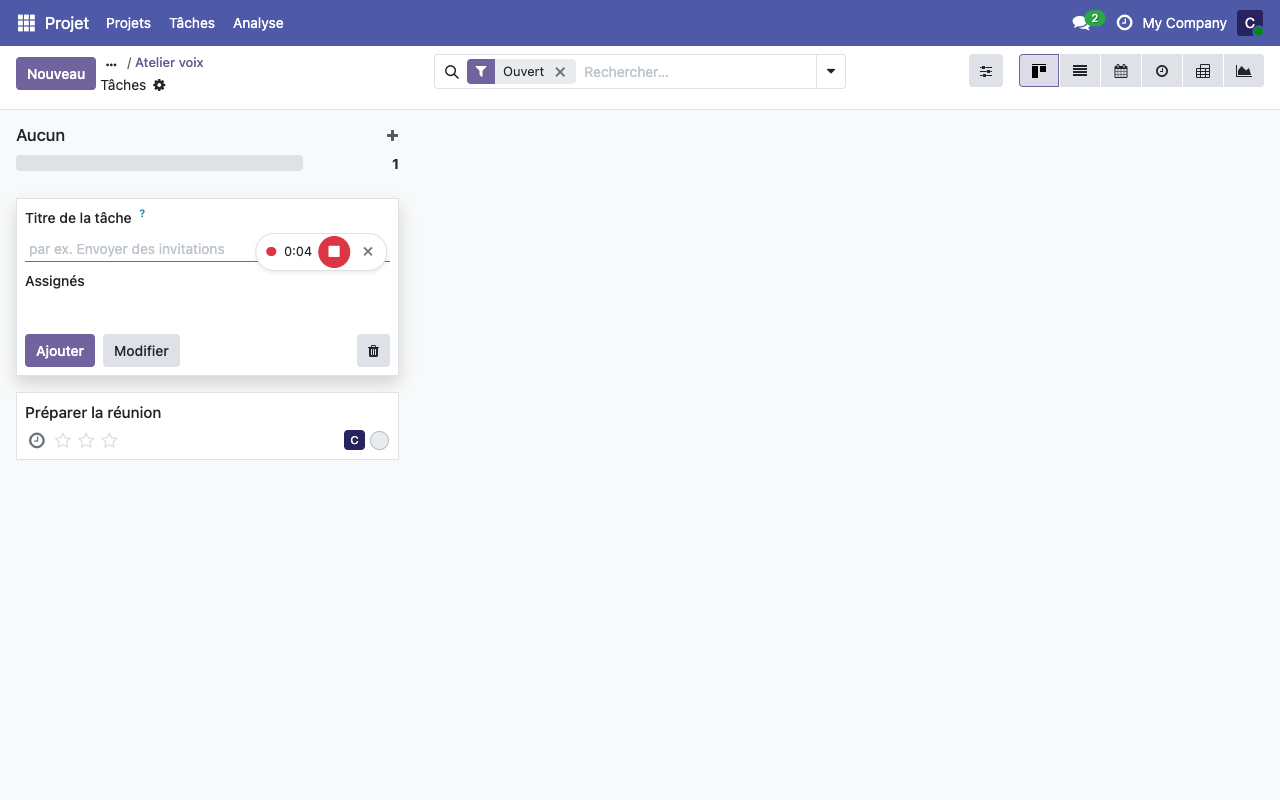 Projet Projets Tâches Analyse 2 My Company C
Nouveau ... / Atelier voix
Tâches
Ouvert Rechercher...
Aucun
1
Titre de la tâche ?
par ex. Envoyer des invitations 0:04
Assignés
Ajouter Modifier
Préparer la réunion
C